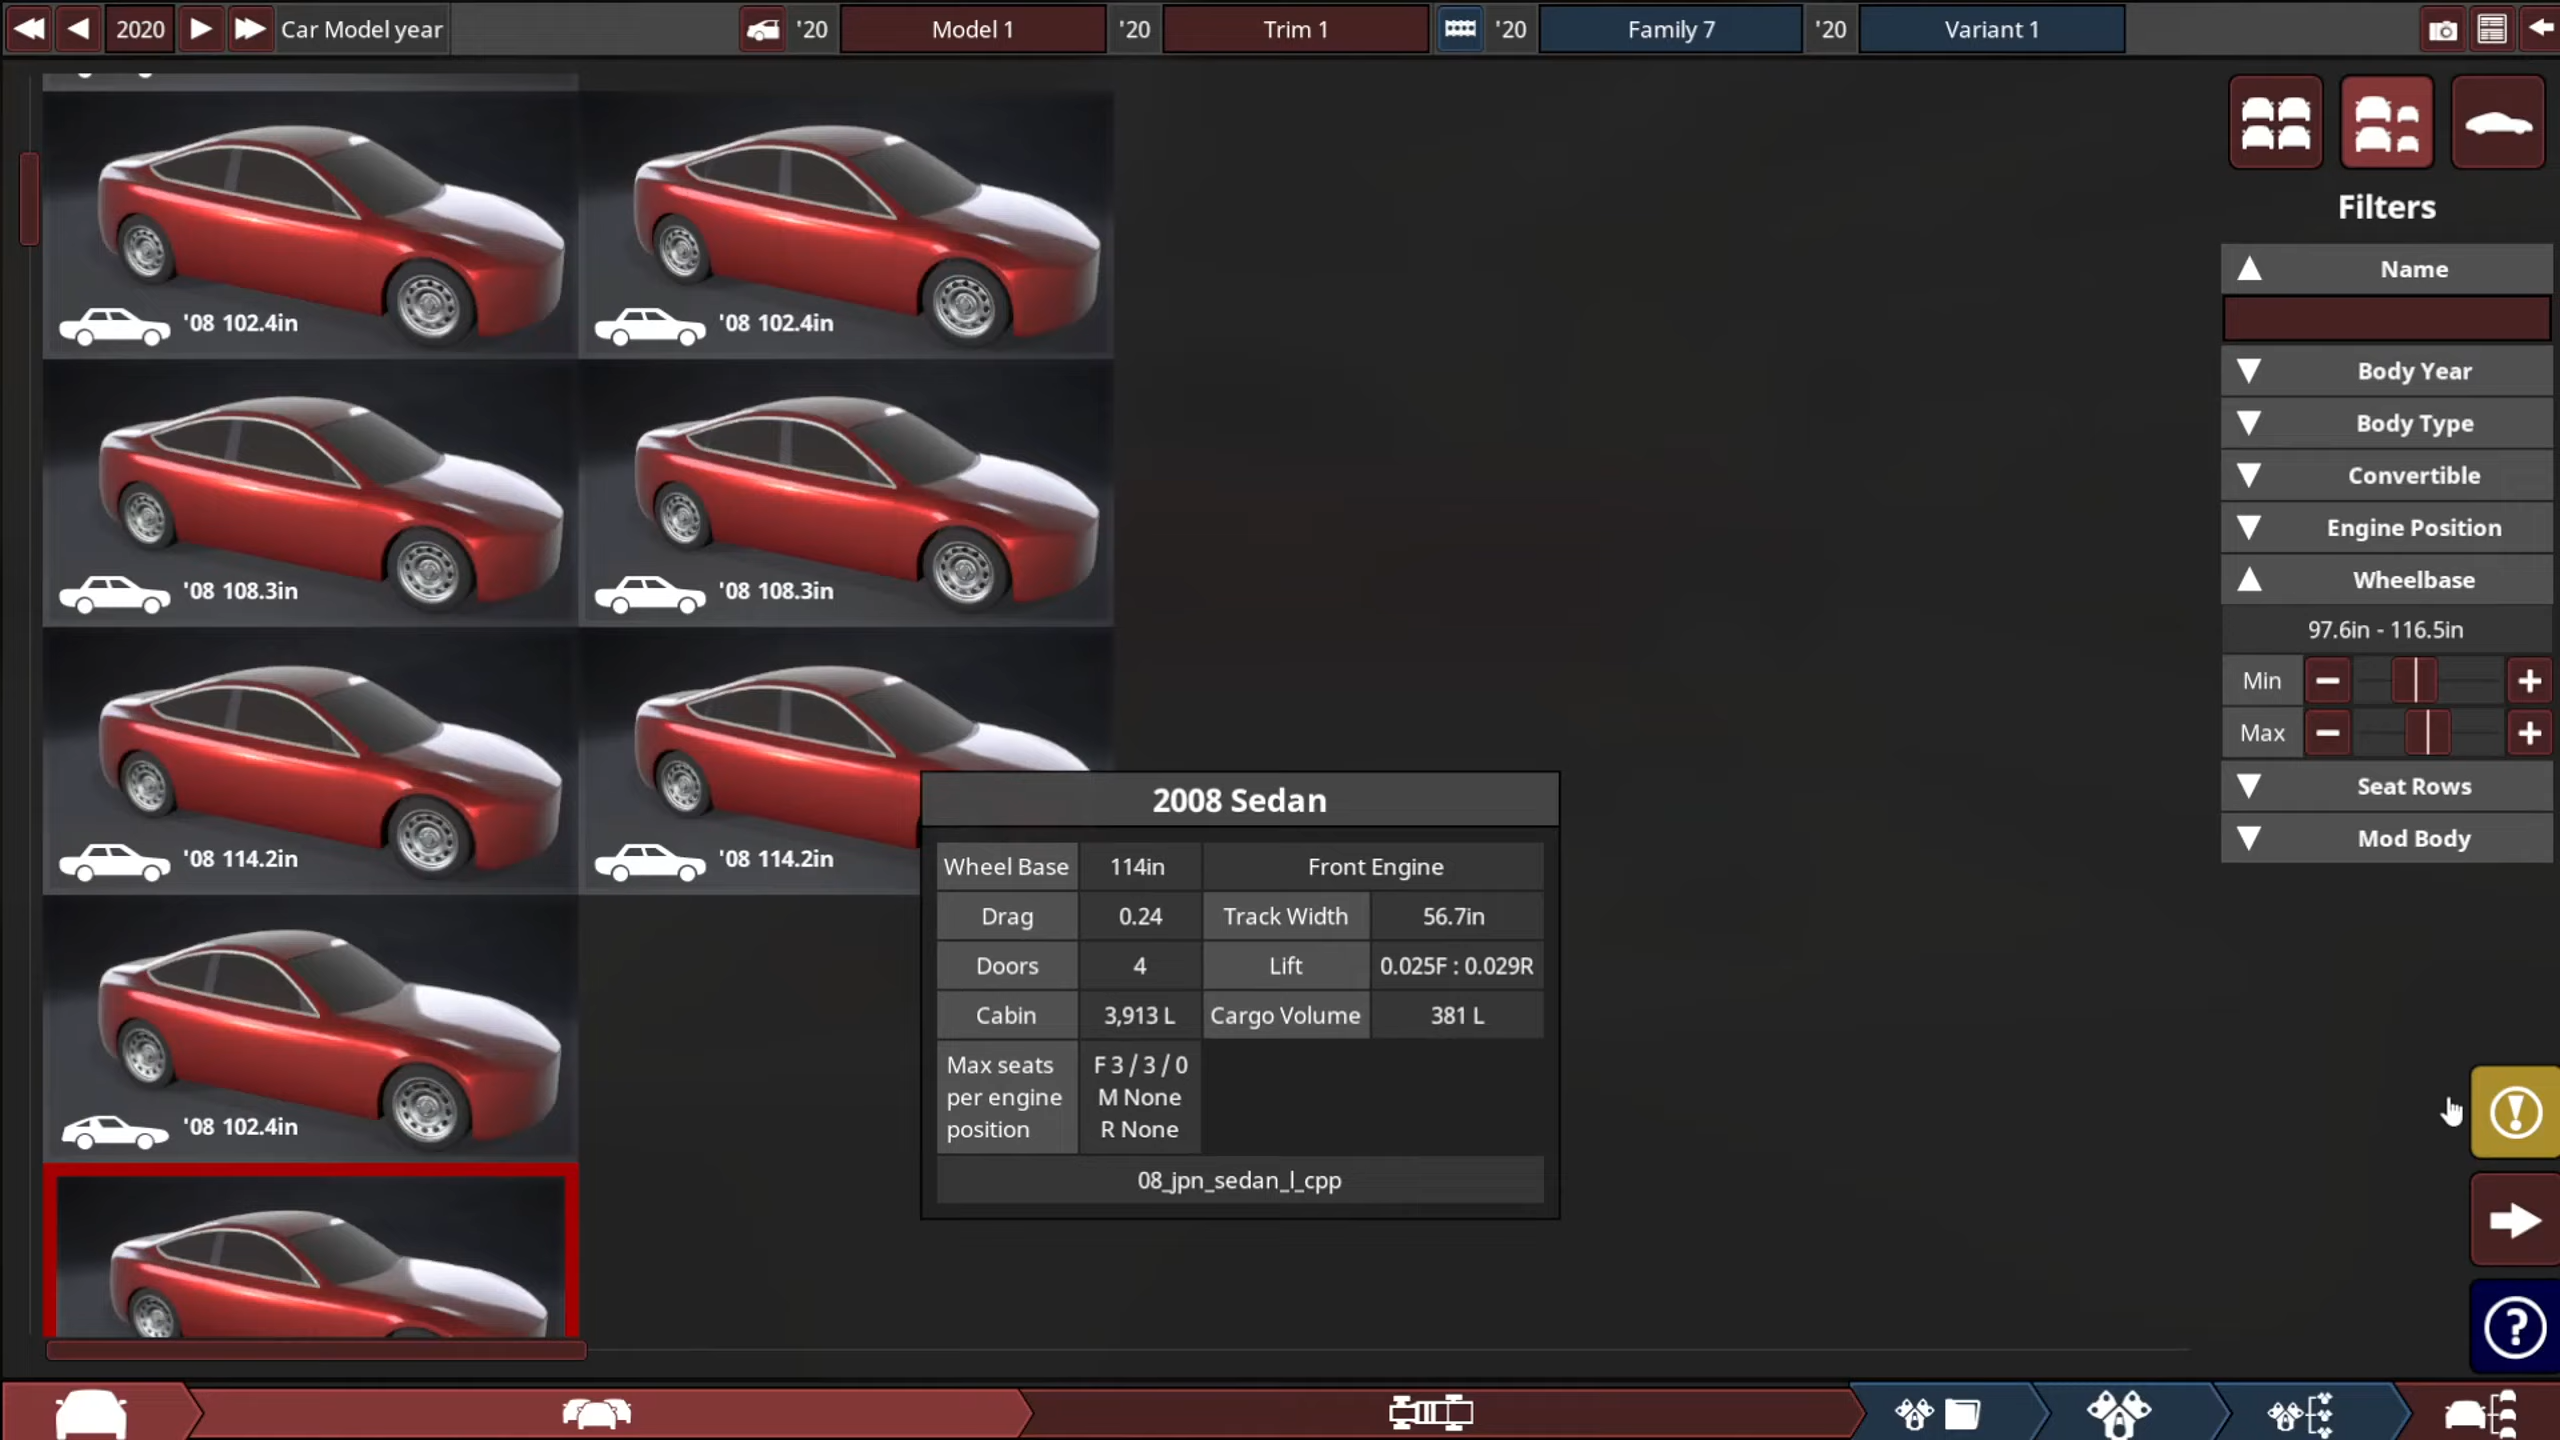 2020 Car Model year '20 Model 1 '20 Trim 1 '20 Family 7 '20 Variant 1
'08 102.4in '08 102.4in
'08 108.3in '08 108.3in
'08 114.2in '08 114.2in
'08 102.4in
2008 Sedan
Wheel Base 114in Front Engine
Drag 0.24 Track Width 56.7in
Doors 4 Lift 0.025F : 0.029R
Cabin 3,913 L Cargo Volume 381 L
Max seats per engine position
F 3 / 3 / 0
M None
R None
08_jpn_sedan_l_cpp
Filters
Name
Body Year
Body Type
Convertible
Engine Position
Wheelbase
97.6in - 116.5in
Min
Max
Seat Rows
Mod Body